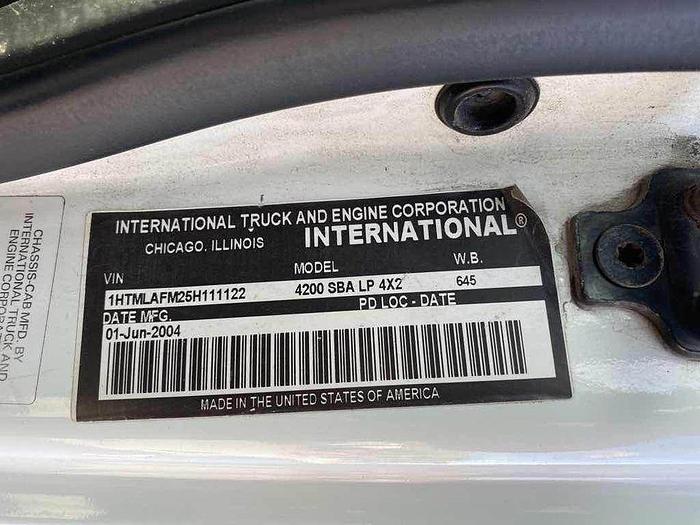 INTERNATIONAL TRUCK AND ENGINE CORPORATION
CHICAGO, ILLINOIS INTERNATIONAL®
VIN MODEL W.B.
1HTMLAFM25H111122 4200 SBA LP 4X2 645
DATE MFG. PD LOC - DATE
01-Jun-2004
MADE IN THE UNITED STATES OF AMERICA
CHASSIS-CAB MFD. BY
INTERNATIONAL TRUCK AND
ENGINE CORPORATION